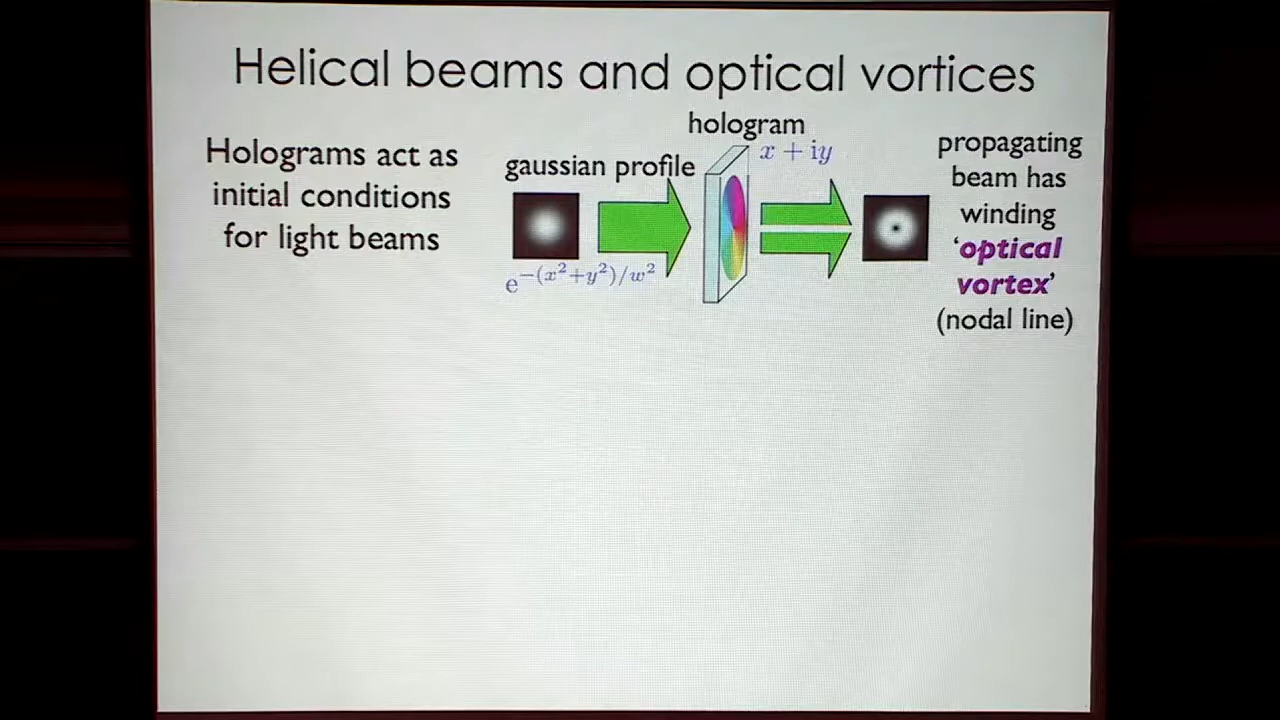 Helical beams and optical vortices
Holograms act as
initial conditions
for light beams
gaussian profile
e^{-(x^2+y^2)/w^2}
hologram
x + iy
propagating
beam has
winding
‘optical
vortex’
(nodal line)